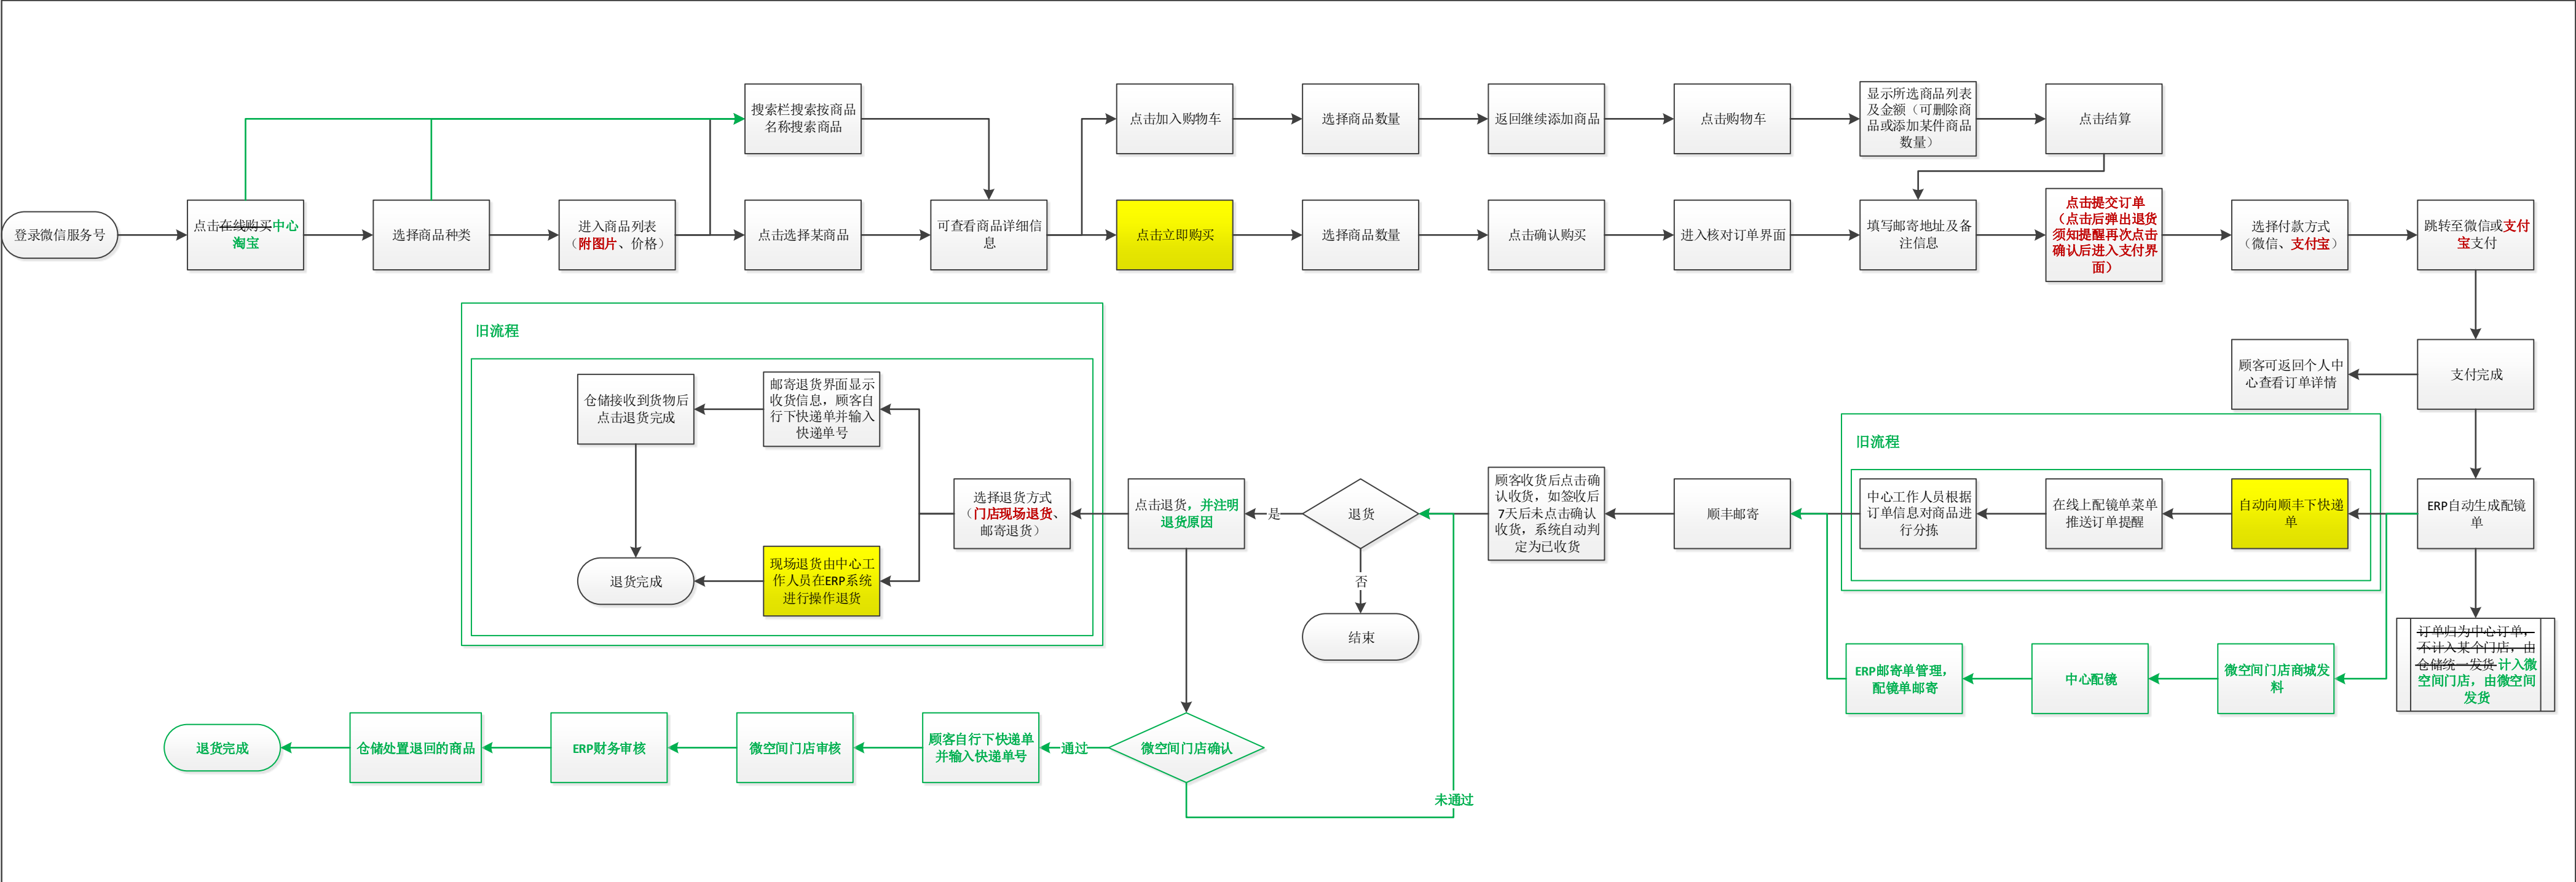 搜索栏搜索按商品
名称搜索商品
点击加入购物车
选择商品数量
返回继续添加商品
点击购物车
显示所选商品列表
及金额（可删除商
品或添加某件商品
数量）
点击结算
登录微信服务号
点击在线购买中心
淘宝
选择商品种类
进入商品列表
（附图片、价格）
点击选择某商品
可查看商品详细信
息
点击立即购买
选择商品数量
点击确认购买
进入核对订单界面
填写邮寄地址及备
注信息
点击提交订单
（点击后弹出退货
须知提醒再次点击
确认后进入支付界
面）
选择付款方式
（微信、支付宝）
跳转至微信或支付
宝支付
旧流程
仓储接收到货物后
点击退货完成
邮寄退货界面显示
收货信息，顾客自
行下快递单并输入
快递单号
选择退货方式
（门店现场退货、
邮寄退货）
退货完成
现场退货由中心工
作人员在ERP系统
进行操作退货
点击退货，并注明
退货原因
是
退货
否
结束
顾客收货后点击确
认收货，如签收后
7天后未点击确认
收货，系统自动判
定为已收货
顺丰邮寄
旧流程
中心工作人员根据
订单信息对商品进
行分拣
在线上配镜单菜单
推送订单提醒
自动向顺丰下快递
单
顾客可返回个人中
心查看订单详情
支付完成
ERP自动生成配镜
单
订单归为中心订单，
不计入某个门店，由
仓储统一发货 计入微
空间门店，由微空间
发货
ERP邮寄单管理，
配镜单邮寄
中心配镜
微空间门店商城发
料
退货完成
仓储处置退回的商品
ERP财务审核
微空间门店审核
顾客自行下快递单
并输入快递单号
通过
微空间门店确认
未通过